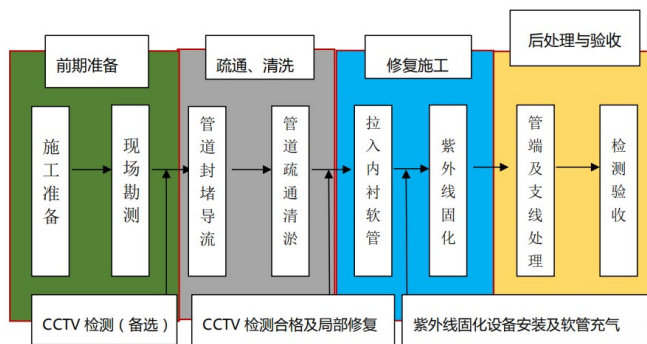 前期准备
疏通、清洗
修复施工
后处理与验收
施工准备
现场勘测
管道封堵导流
管道疏通清淤
拉入内衬软管
紫外线固化
管端及支线处理
检测验收
CCTV 检测（备选）
CCTV 检测合格及局部修复
紫外线固化设备安装及软管充气